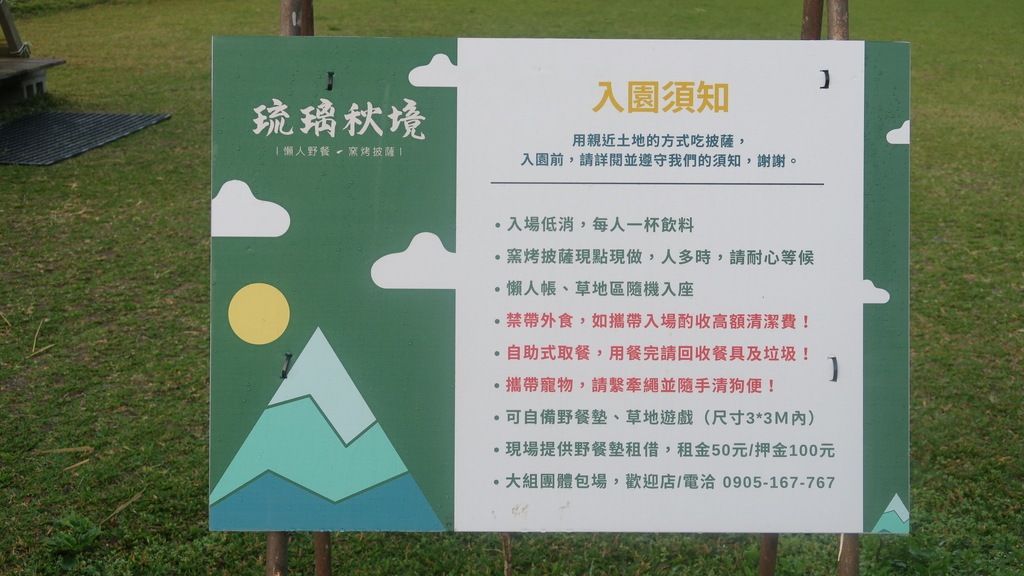 琉璃秋境
|懶人野餐 窯烤披薩|
入園須知
用親近土地的方式吃披薩，
入園前，請詳閱並遵守我們的須知，謝謝。
• 入場低消，每人一杯飲料
• 窯烤披薩現點現做，人多時，請耐心等候
• 懶人帳、草地區隨機入座
• 禁帶外食，如攜帶入場酌收高額清潔費！
• 自助式取餐，用餐完請回收餐具及垃圾！
• 攜帶寵物，請繫牽繩並隨手清狗便！
• 可自備野餐墊、草地遊戲（尺寸3*3M內）
• 現場提供野餐墊租借，租金50元/押金100元
• 大組團體包場，歡迎店/電洽 0905-167-767